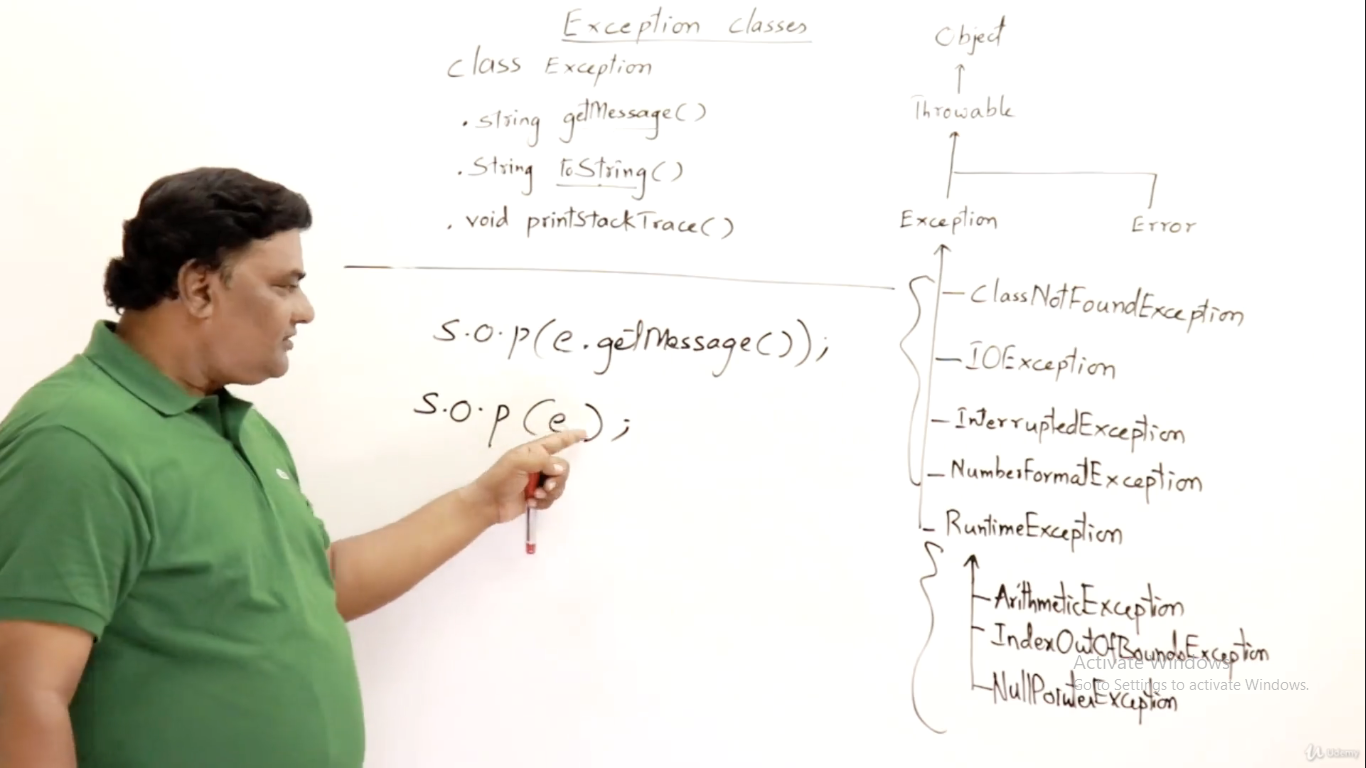 Exception Classes
class Exception
. string getMessage()
. String toString()
. void printStackTrace()
S.O.p(e.getMessage());
S.O.p(e);
Object
Throwable
Exception
Error
ClassNotFoundException
IOException
InterruptedException
NumberFormatException
RuntimeException
ArithmeticException
IndexOutOfBoundsException
NullPointerException
Activate Windows
Go to Settings to activate Windows.
Udemy